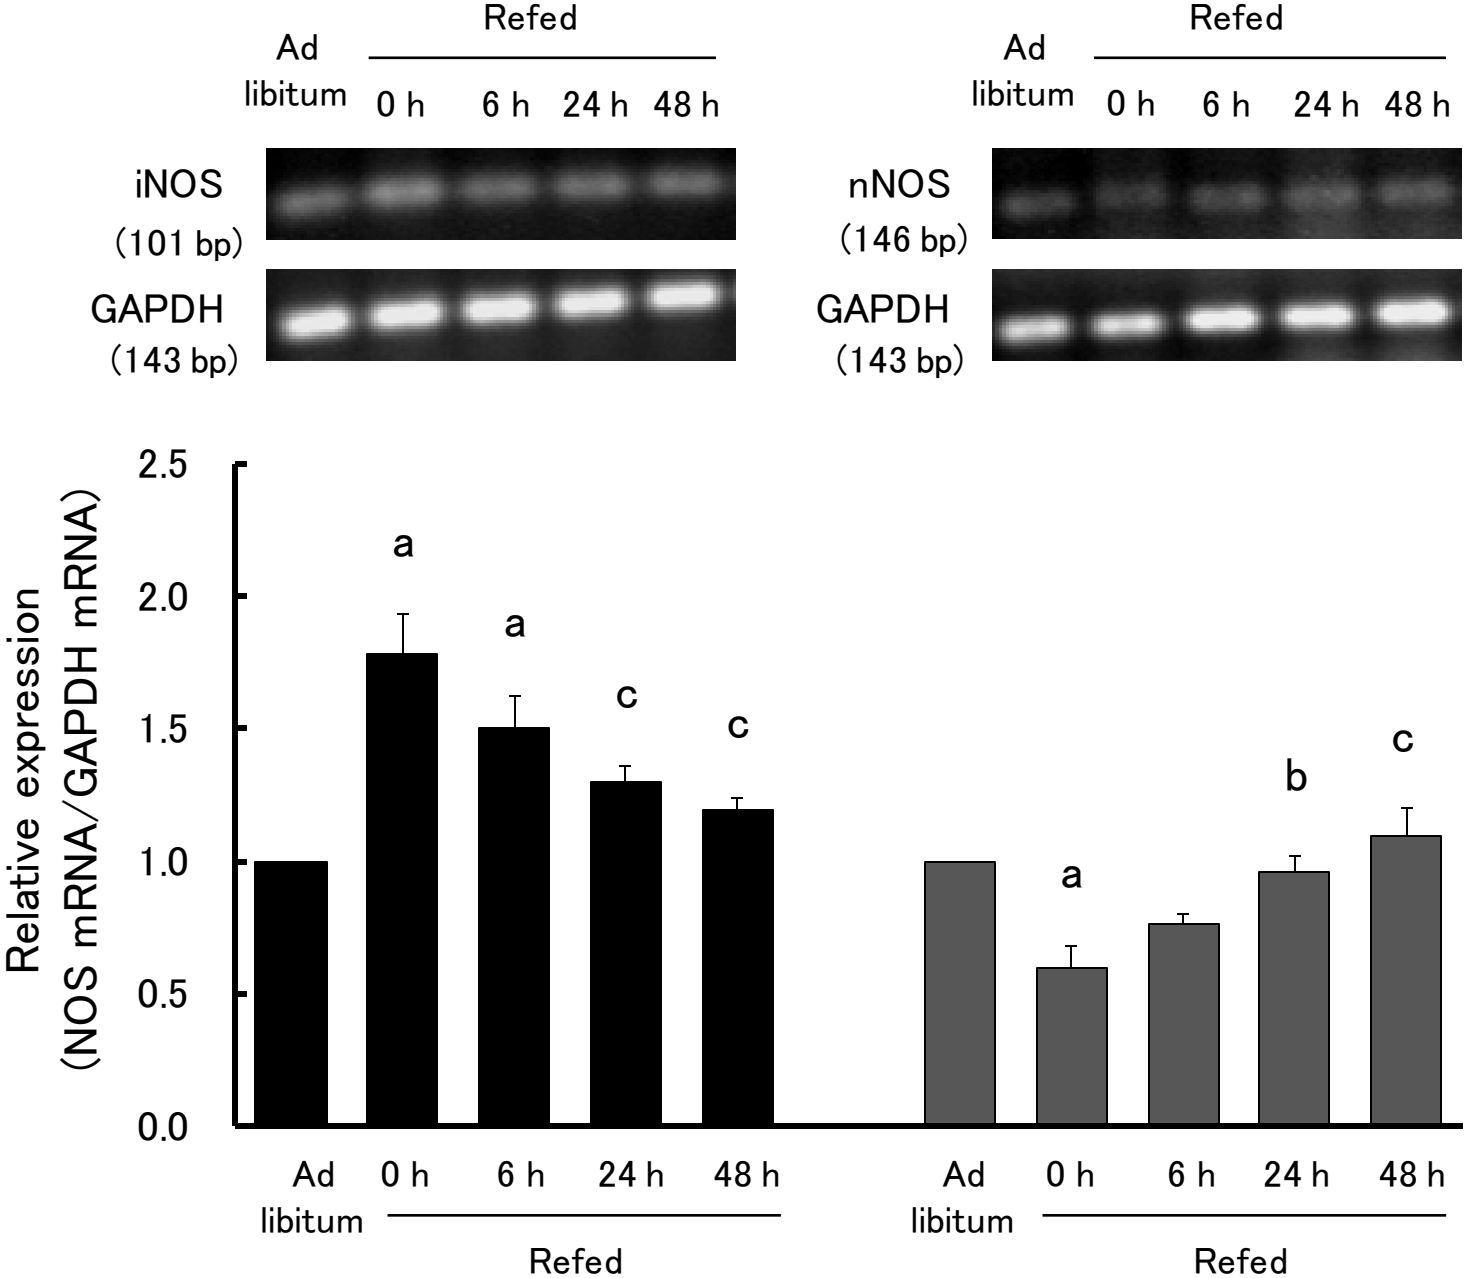 Refed
Ad
libitum 0 h 6 h 24 h 48 h
iNOS
(101 bp)
GAPDH
(143 bp)
Refed
Ad
libitum 0 h 6 h 24 h 48 h
nNOS
(146 bp)
GAPDH
(143 bp)
Relative expression
(NOS mRNA/GAPDH mRNA)
2.5
2.0
1.5
1.0
0.5
0.0
a
a
c
c
a
b
c
Ad
libitum 0 h 6 h 24 h 48 h
Refed
Ad
libitum 0 h 6 h 24 h 48 h
Refed